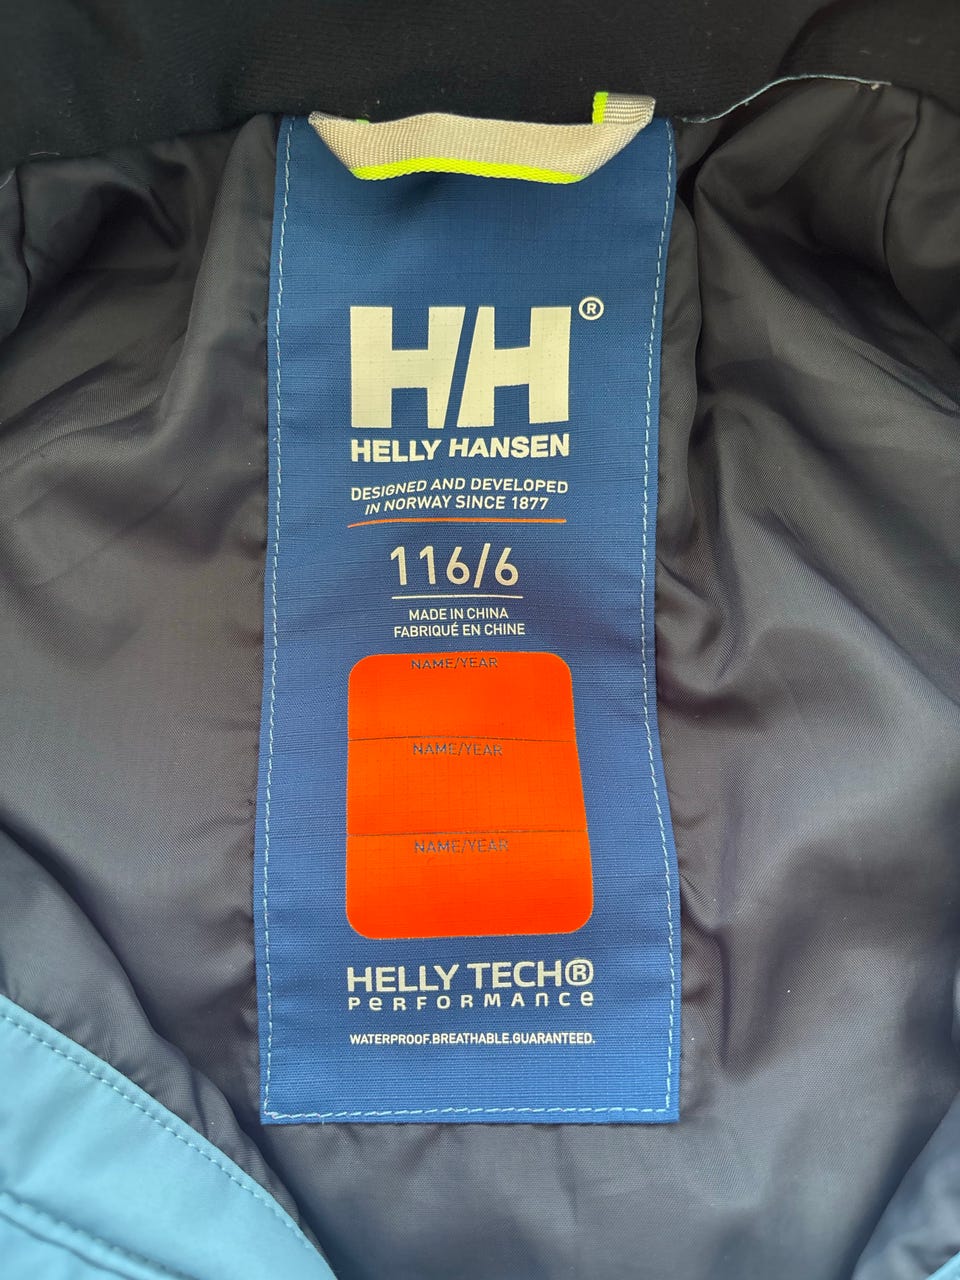 HH®
HELLY HANSEN
DESIGNED AND DEVELOPED
IN NORWAY SINCE 1877
116/6
MADE IN CHINA
FABRIQUÉ EN CHINE
NAME/YEAR
NAME/YEAR
NAME/YEAR
HELLY TECH®
PeRFORMANce
WATERPROOF.BREATHABLE.GUARANTEED.